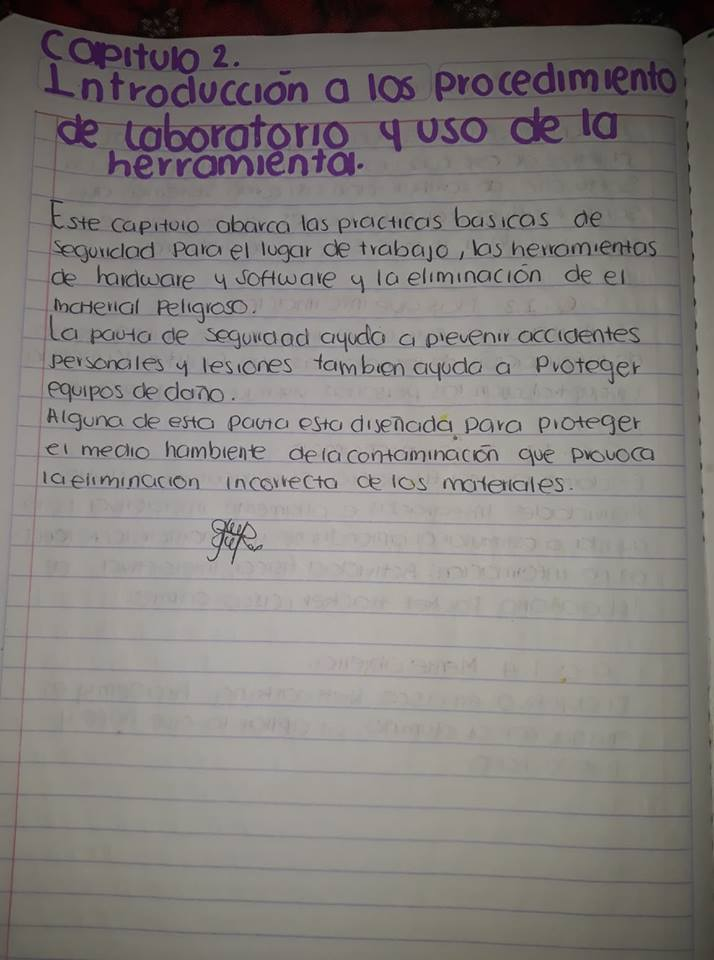 Capitulo 2.
Introducción a los procedimiento
de laboratorio y uso de la
herramienta.
Este capitulo abarca las practicas basicas de
seguridad para el lugar de trabajo, las herramientas
de hardware y software y la eliminación de el
material peligroso.
La pauta de seguridad ayuda a prevenir accidentes
personales y lesiones tambien ayuda a proteger
equipos de daño.
Alguna de esta pauta esta diseñada para proteger
el medio hambiente de la contaminación que provoca
la eliminacion incorrecta de los materiales.